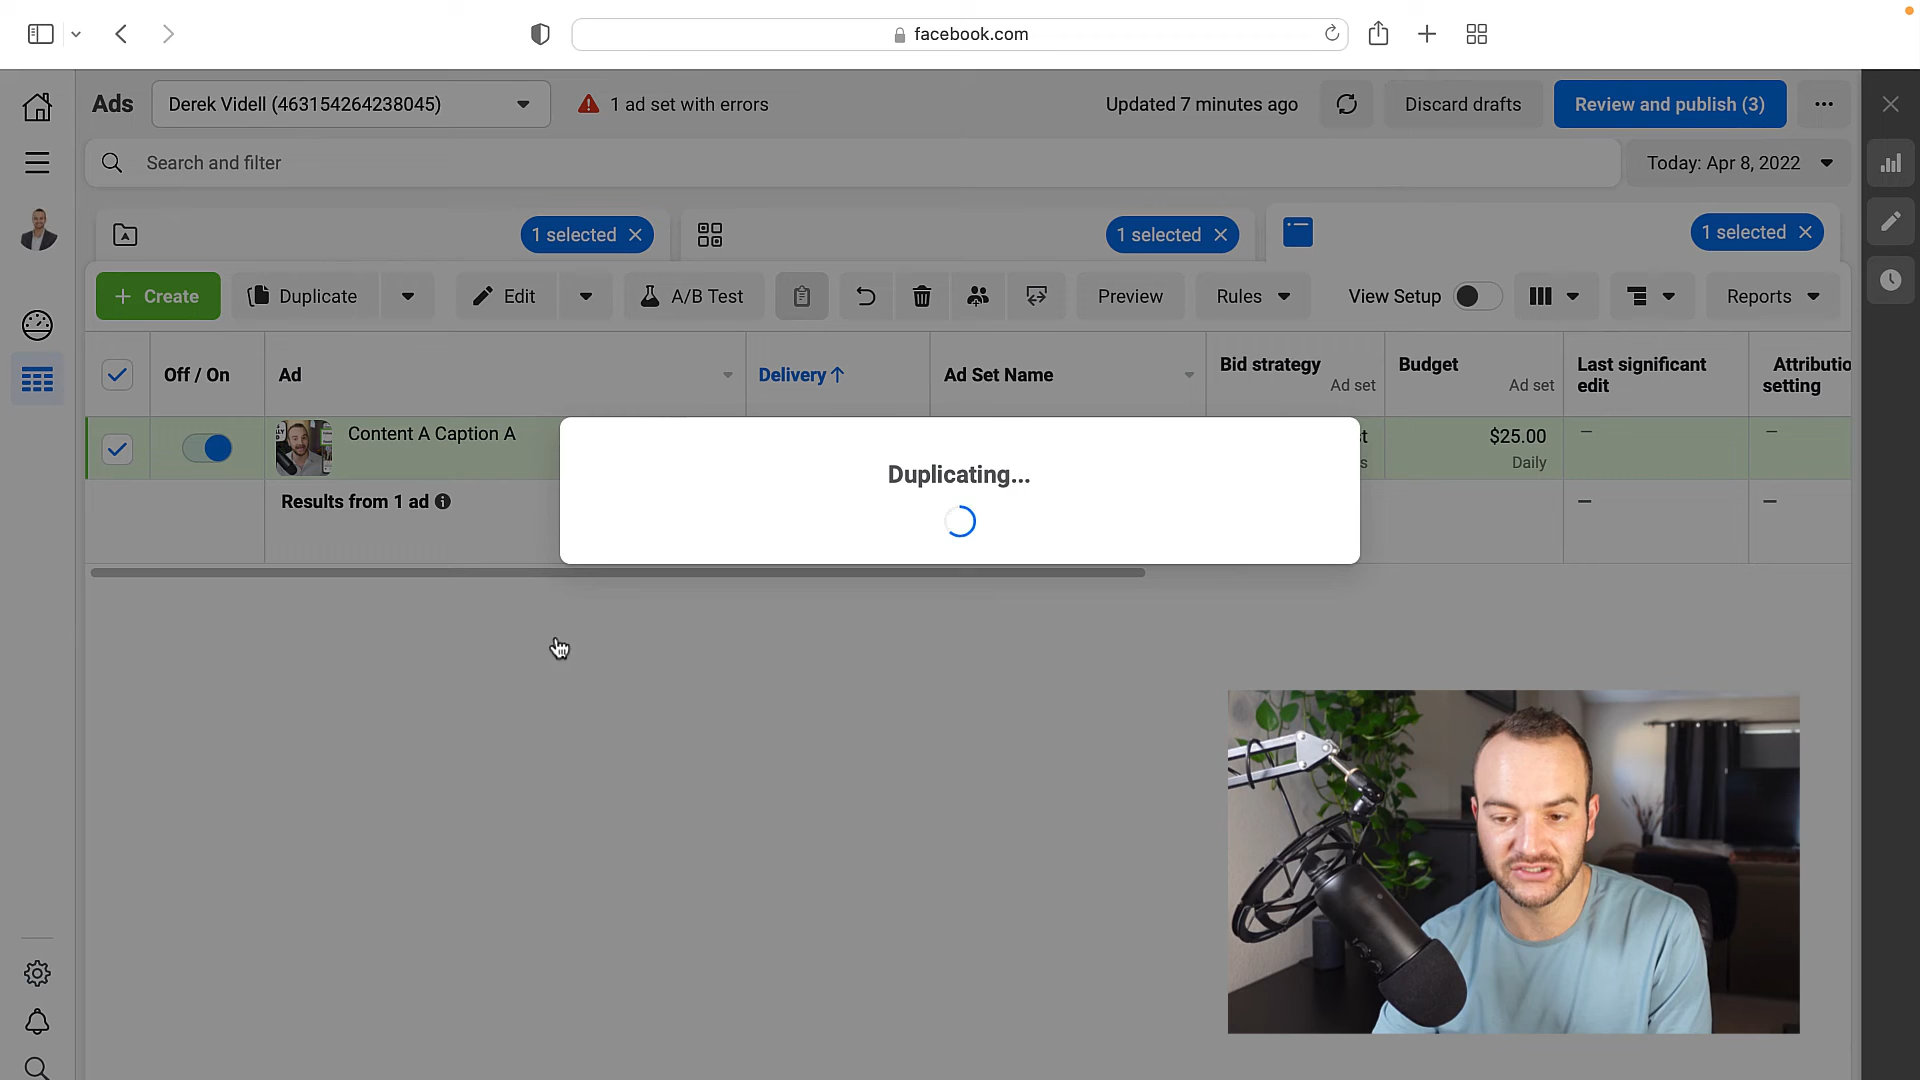 facebook.com
Ads
Derek Videll (463154264238045)
1 ad set with errors
Updated 7 minutes ago
Discard drafts
Review and publish (3)
Search and filter
Today: Apr 8, 2022
1 selected
1 selected
1 selected
Create
Duplicate
Edit
A/B Test
Preview
Rules
View Setup
Reports
Off / On
Ad
Delivery
Ad Set Name
Bid strategy
Ad set
Budget
Ad set
Last significant
edit
Attributio
setting
Content A Caption A
t
s
$25.00
Daily
Results from 1 ad
Duplicating...